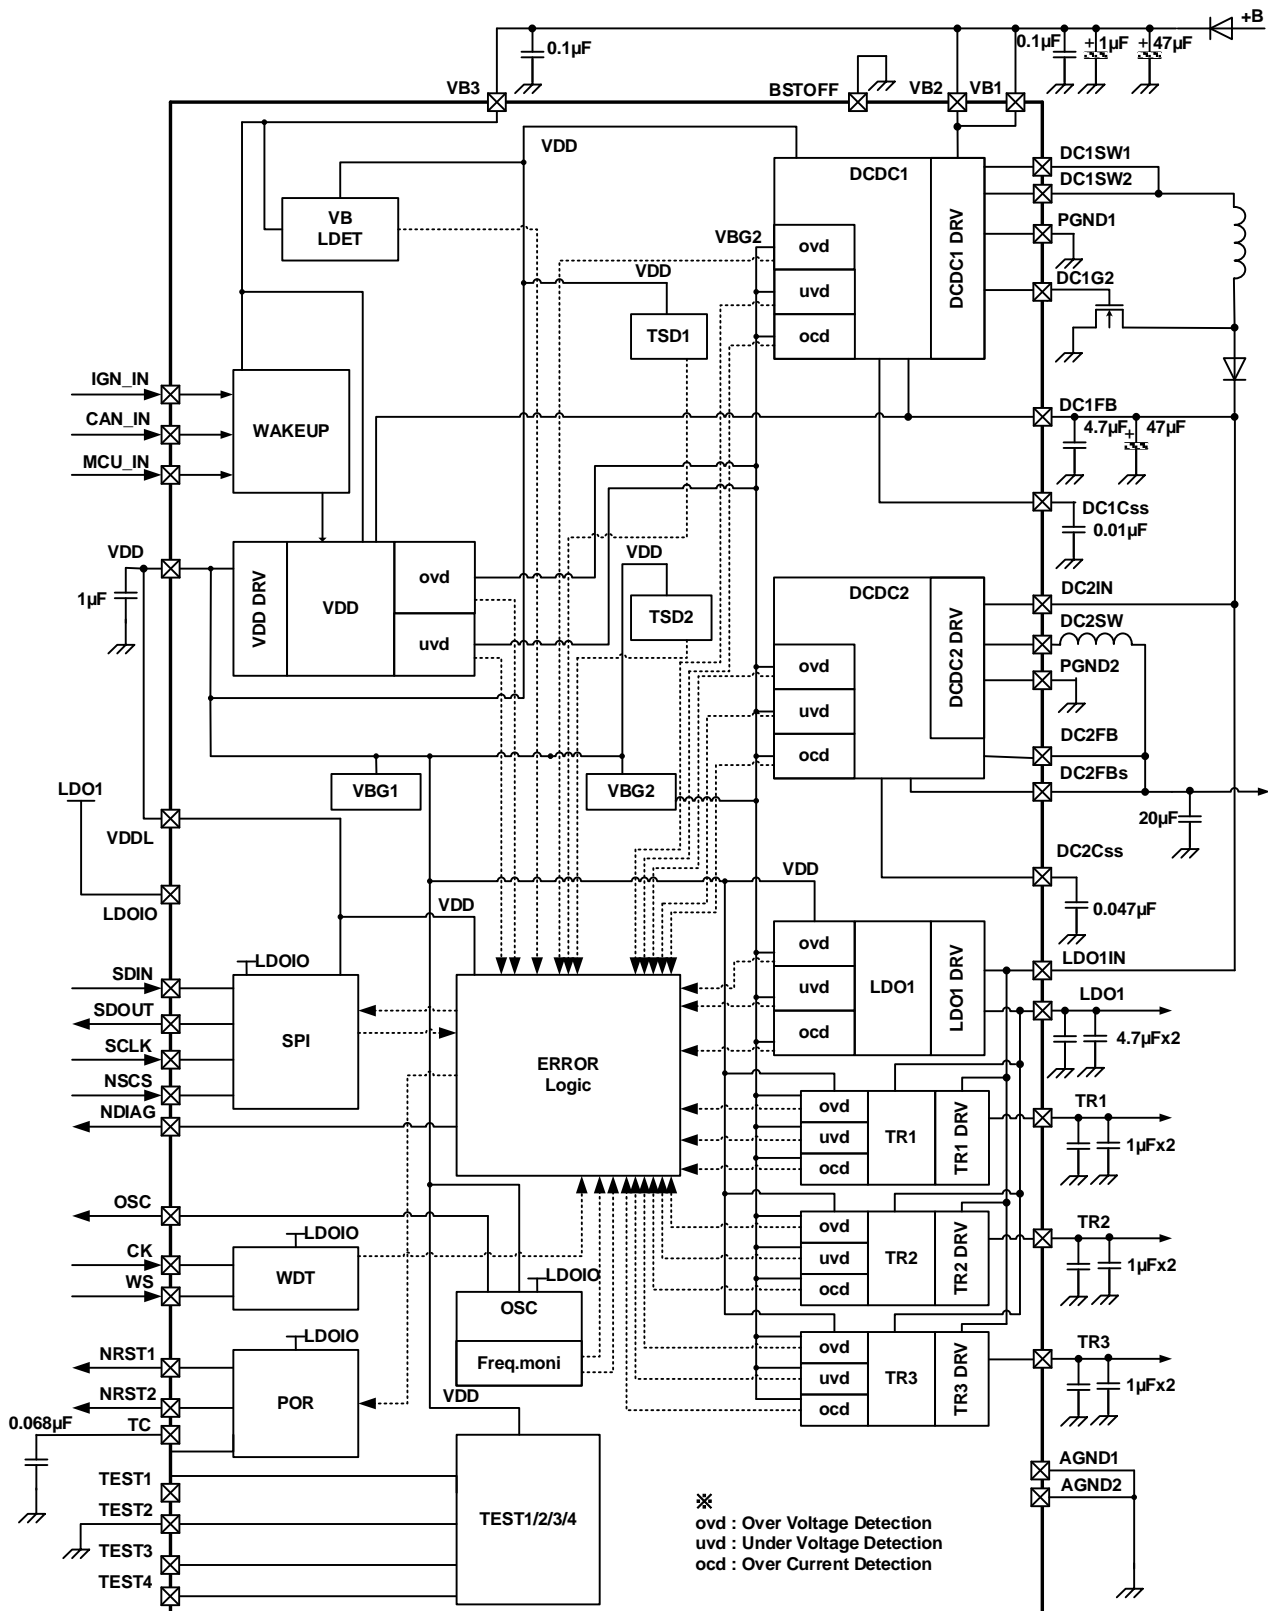 +B
0.1µF
0.1µF
1µF
47µF
+
+
VB3
BSTOFF
VB2
VB1
VDD
DCDC1
DCDC1 DRV
DC1SW1
DC1SW2
VB
LDET
VBG2
ovd
uvd
ocd
PGND1
VDD
DC1G2
TSD1
IGN_IN
CAN_IN
MCU_IN
WAKEUP
DC1FB
4.7µF
+
47µF
DC1Css
0.01µF
VDD
1µF
VDD DRV
VDD
ovd
uvd
VDD
TSD2
DCDC2
DCDC2 DRV
ovd
uvd
ocd
DC2IN
DC2SW
PGND2
DC2FB
DC2FBs
20µF
VBG1
VBG2
LDO1
VDDL
LDOIO
DC2Css
0.047µF
VDD
VDD
SDIN
SDOUT
SCLK
NSCS
NDIAG
LDOIO
SPI
ERROR
Logic
ovd
uvd
ocd
LDO1
LDO1 DRV
LDO1IN
LDO1
4.7µFx2
ovd
uvd
ocd
TR1
TR1 DRV
TR1
1µFx2
OSC
CK
WS
LDOIO
WDT
LDOIO
OSC
Freq.moni
ovd
uvd
ocd
TR2
TR2 DRV
TR2
1µFx2
NRST1
NRST2
TC
0.068µF
LDOIO
POR
VDD
ovd
uvd
ocd
TR3
TR3 DRV
TR3
1µFx2
TEST1
TEST2
TEST3
TEST4
TEST1/2/3/4
AGND1
AGND2
※
ovd : Over Voltage Detection
uvd : Under Voltage Detection
ocd : Over Current Detection